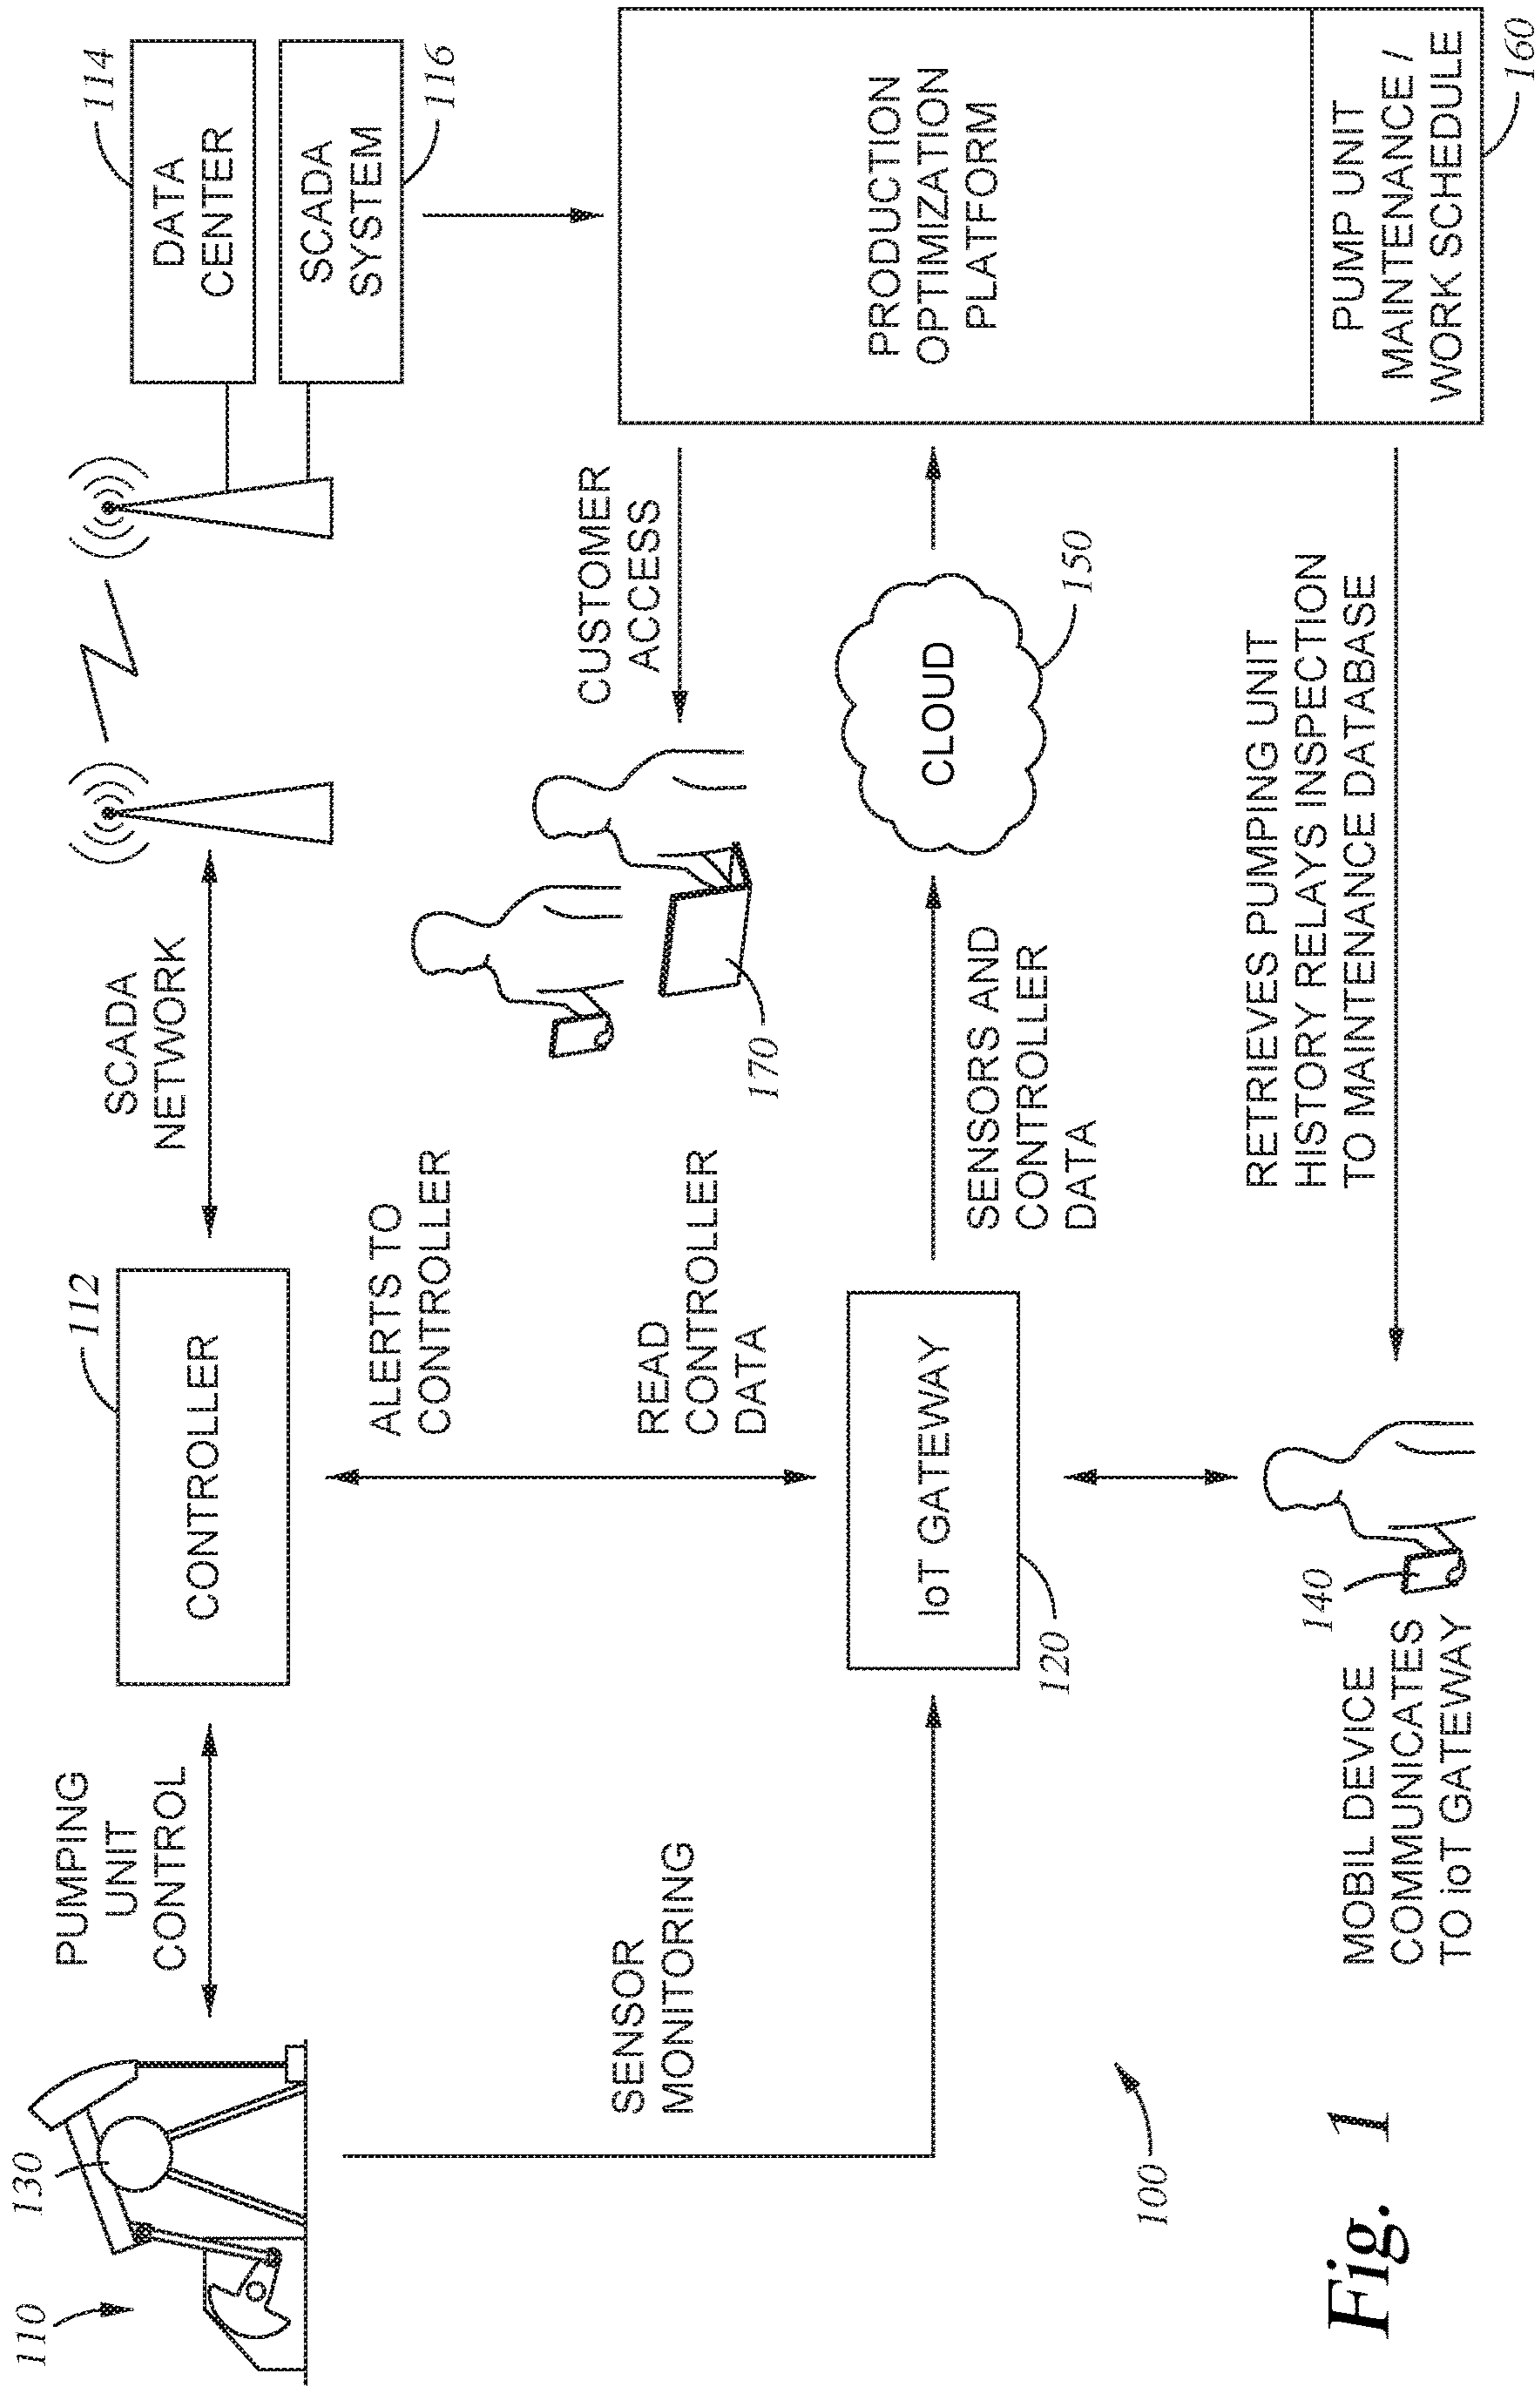 110
130
PUMPING
UNIT
CONTROL
112
CONTROLLER
SCADA
NETWORK
114
DATA
CENTER
SCADA
SYSTEM
116
ALERTS TO
CONTROLLER
READ
CONTROLLER
DATA
170
CUSTOMER
ACCESS
SENSOR
MONITORING
IoT GATEWAY
120
SENSORS AND
CONTROLLER
DATA
CLOUD
150
PRODUCTION
OPTIMIZATION
PLATFORM
PUMP UNIT
MAINTENANCE /
WORK SCHEDULE
160
RETRIEVES PUMPING UNIT
HISTORY RELAYS INSPECTION
TO MAINTENANCE DATABASE
100
140
MOBIL DEVICE
COMMUNICATES
TO ioT GATEWAY
Fig. 1